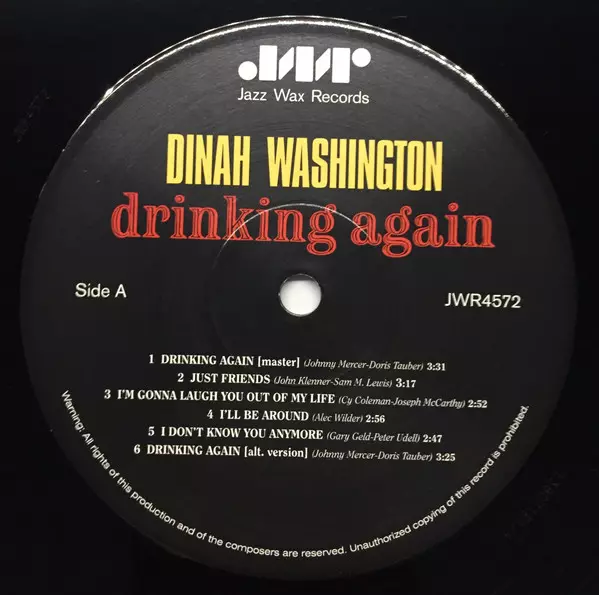 JWR
Jazz Wax Records
DINAH WASHINGTON
drinking again
Side A
JWR4572
1 DRINKING AGAIN [master] (Johnny Mercer-Doris Tauber) 3:31
2 JUST FRIENDS (John Klenner-Sam M. Lewis) 3:17
3 I'M GONNA LAUGH YOU OUT OF MY LIFE (Cy Coleman-Joseph McCarthy) 2:52
4 I'LL BE AROUND (Alec Wilder) 2:56
5 I DON'T KNOW YOU ANYMORE (Gary Geld-Peter Udell) 2:47
6 DRINKING AGAIN [alt. version] (Johnny Mercer-Doris Tauber) 3:25
Warning: All rights of this production and of the composers are reserved. Unauthorized copying of this record is prohibited.